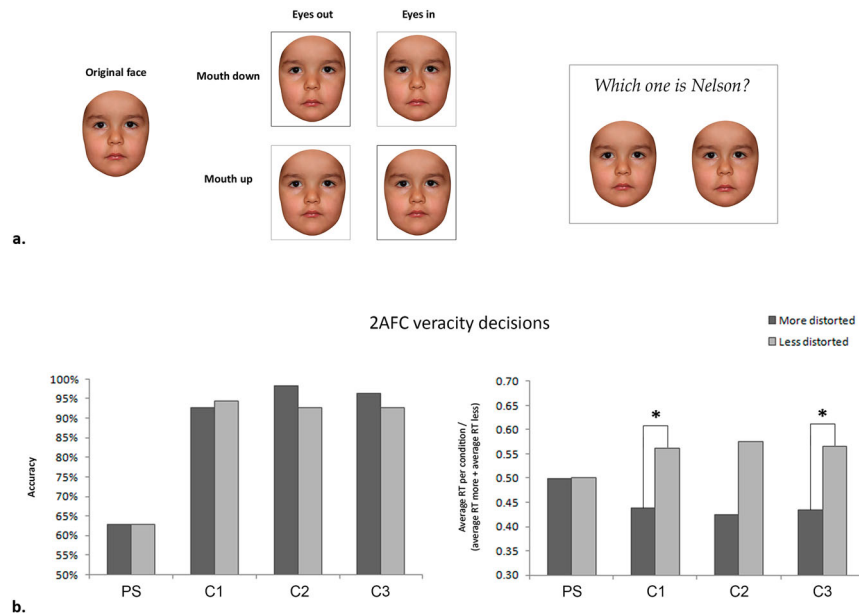 Eyes out
Eyes in
Original face
Mouth down
Which one is Nelson?
Mouth up
a.
2AFC veracity decisions
More distorted
Less distorted
Accuracy
100%
95%
90%
85%
80%
75%
70%
65%
60%
55%
50%
PS
C1
C2
C3
Average RT per condition /
(average RT more + average RT less)
0.70
0.65
0.60
0.55
0.50
0.45
0.40
0.35
0.30
*
*
PS
C1
C2
C3
b.